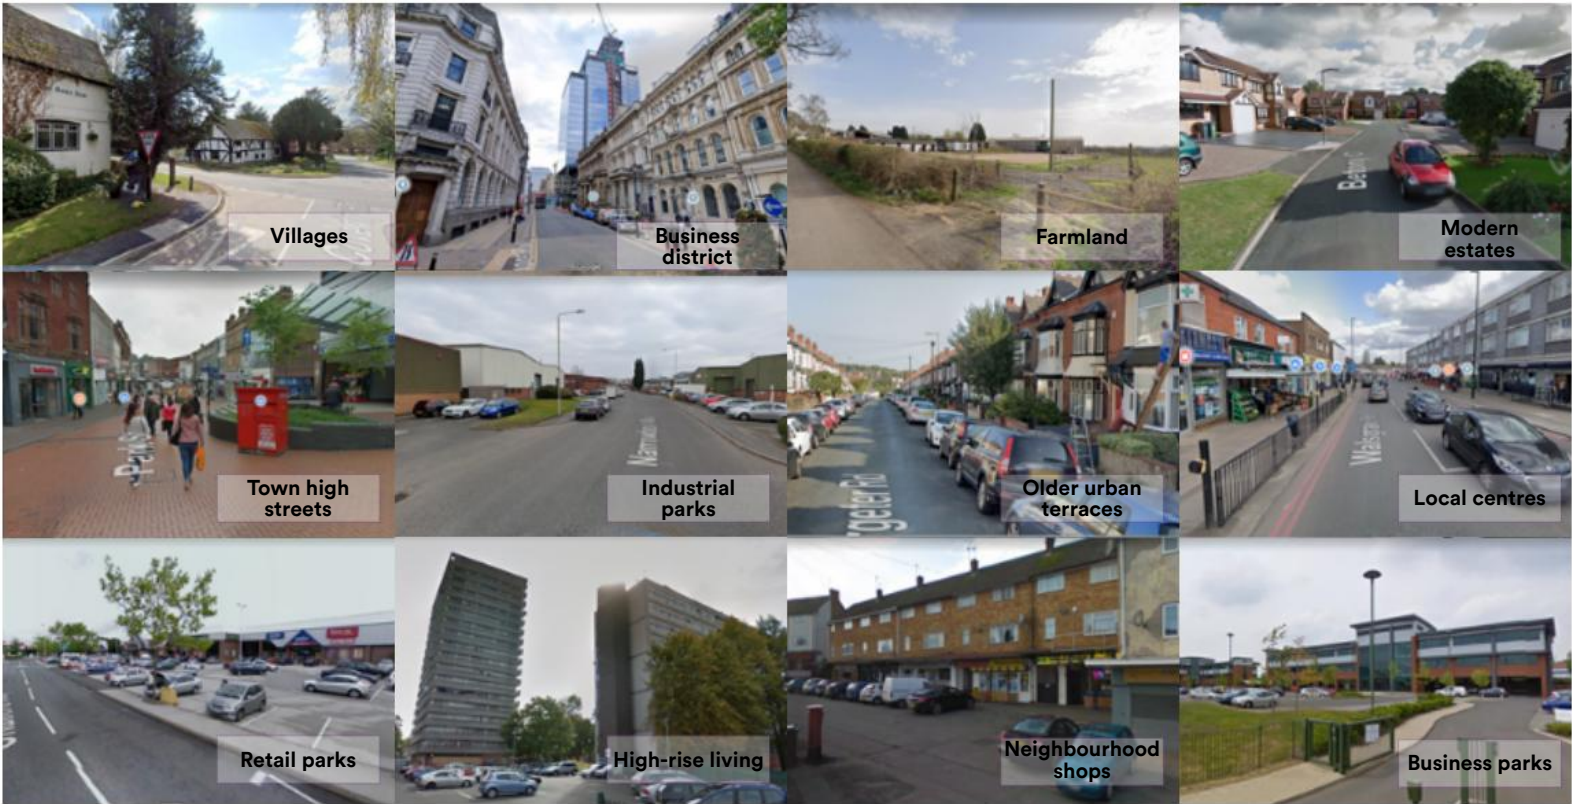 Villages
Business
district
Farmland
Modern
estates
Town high
streets
Industrial
parks
Older urban
terraces
Local centres
Retail parks
High-rise living
Neighbourhood
shops
Business parks